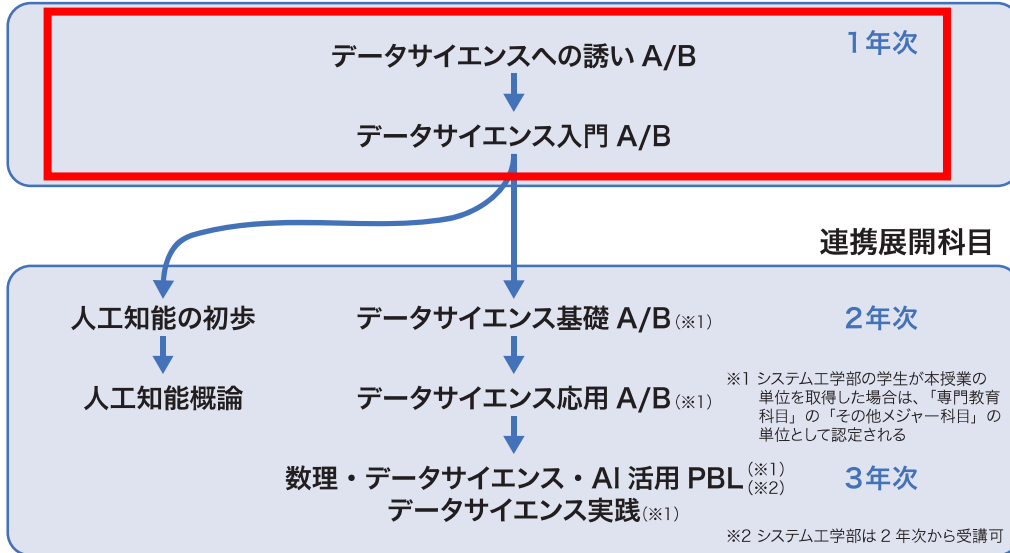 1年次
データサイエンスへの誘い A/B
データサイエンス入門 A/B
連携展開科目
人工知能の初歩
データサイエンス基礎 A/B(※1)
2年次
人工知能概論
データサイエンス応用 A/B(※1)
※1 システム工学部の学生が本授業の
単位を取得した場合は、「専門教育
科目」の「その他メジャー科目」の
単位として認定される
数理・データサイエンス・AI 活用 PBL(※1)(※2)
3年次
データサイエンス実践(※1)
※2 システム工学部は 2 年次から受講可